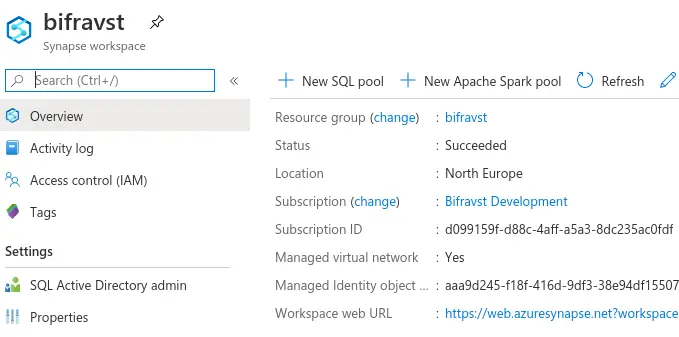 bifravst
Synapse workspace
Search (Ctrl+/)
«
Overview
Activity log
Access control (IAM)
Tags
Settings
SQL Active Directory admin
Properties
New SQL pool New Apache Spark pool Refresh
Resource group (change) : bifravst
Status : Succeeded
Location : North Europe
Subscription (change) : Bifravst Development
Subscription ID : d099159f-d88c-4aff-a5a3-8dc235ac0fdf
Managed virtual network : Yes
Managed Identity object ... : aaa9d245-f18f-416d-9df3-38e94df15507
Workspace web URL : https://web.azuresynapse.net?workspace